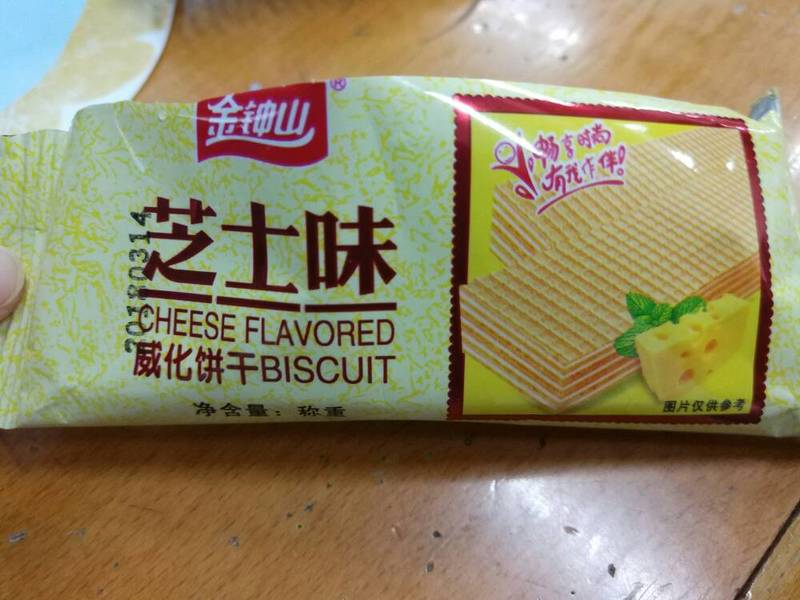 金钟山®
畅享时尚
有我作伴!
芝士味
20180314
CHEESE FLAVORED
威化饼干BISCUIT
净含量：称重
图片仅供参考